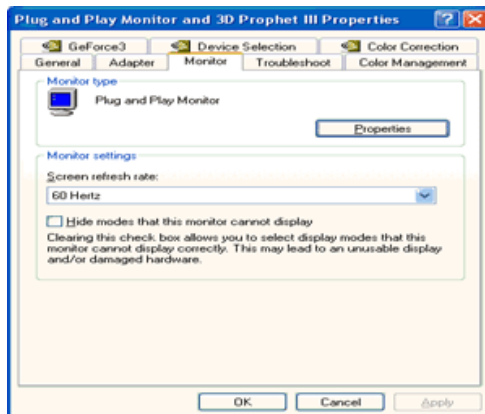 Plug and Play Monitor and 3D Prophet III Properties
GeForce3 Device Selection Color Correction
General Adapter Monitor Troubleshoot Color Management
Monitor type
Plug and Play Monitor
Properties
Monitor settings
Screen refresh rate:
60 Hertz
Hide modes that this monitor cannot display
Clearing this check box allows you to select display modes that this
monitor cannot display correctly. This may lead to an unusable display
and/or damaged hardware.
OK Cancel Apply